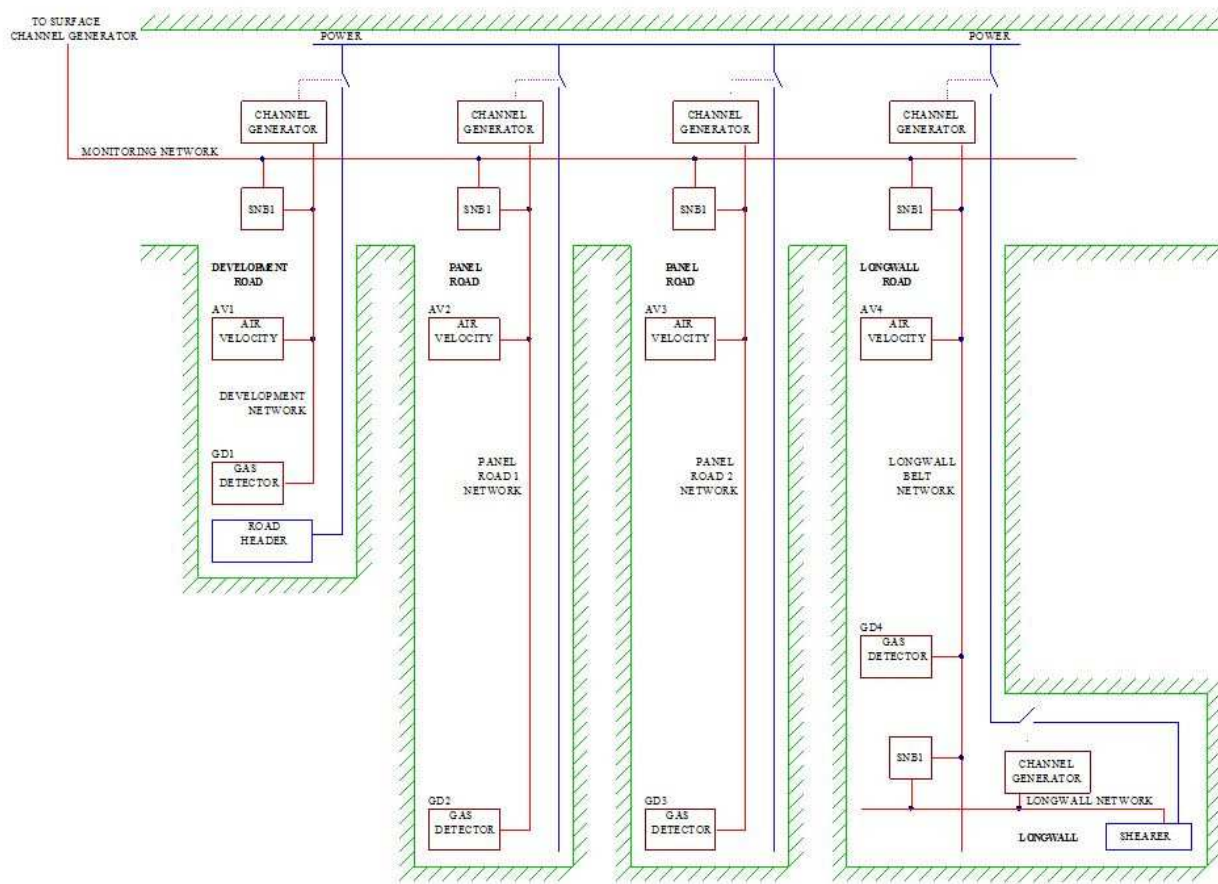 TO SURFACE
CHANNEL GENERATOR
POWER
POWER
CHANNEL
GENERATOR
CHANNEL
GENERATOR
CHANNEL
GENERATOR
CHANNEL
GENERATOR
MONITORING NETWORK
SNB1
SNB1
SNB1
SNB1
DEVELOPMENT
ROAD
PANEL
ROAD
PANEL
ROAD
LONGWALL
ROAD
AV1
AIR
VELOCITY
AV2
AIR
VELOCITY
AV3
AIR
VELOCITY
AV4
AIR
VELOCITY
DEVELOPMENT
NETWORK
GD1
GAS
DETECTOR
PANEL
ROAD 1
NETWORK
PANEL
ROAD 2
NETWORK
LONGWALL
BELT
NETWORK
ROAD
HEADER
GD4
GAS
DETECTOR
SNB1
CHANNEL
GENERATOR
LONGWALL NETWORK
GD2
GAS
DETECTOR
GD3
GAS
DETECTOR
LONGWALL
SHEARER